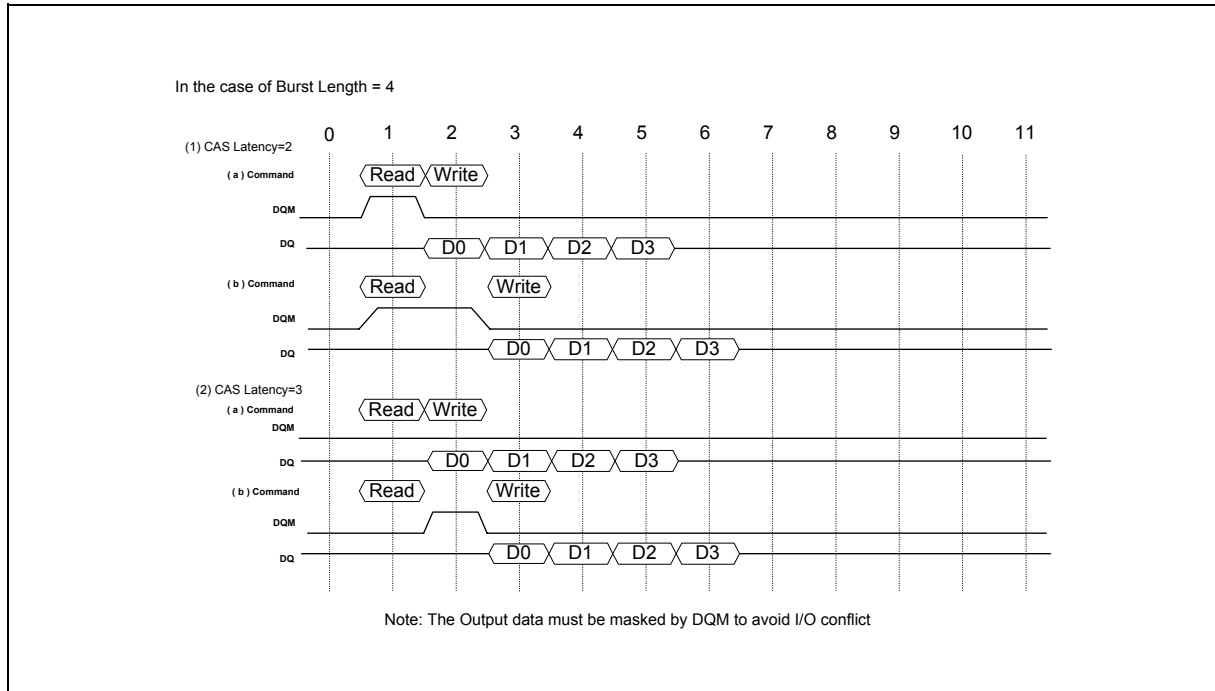 In the case of Burst Length = 4
0 1 2 3 4 5 6 7 8 9 10 11
(1) CAS Latency=2
( a ) Command Read Write
DQM
DQ D0 D1 D2 D3
( b ) Command Read Write
DQM
DQ D0 D1 D2 D3
(2) CAS Latency=3
( a ) Command Read Write
DQM
DQ D0 D1 D2 D3
( b ) Command Read Write
DQM
DQ D0 D1 D2 D3
Note: The Output data must be masked by DQM to avoid I/O conflict